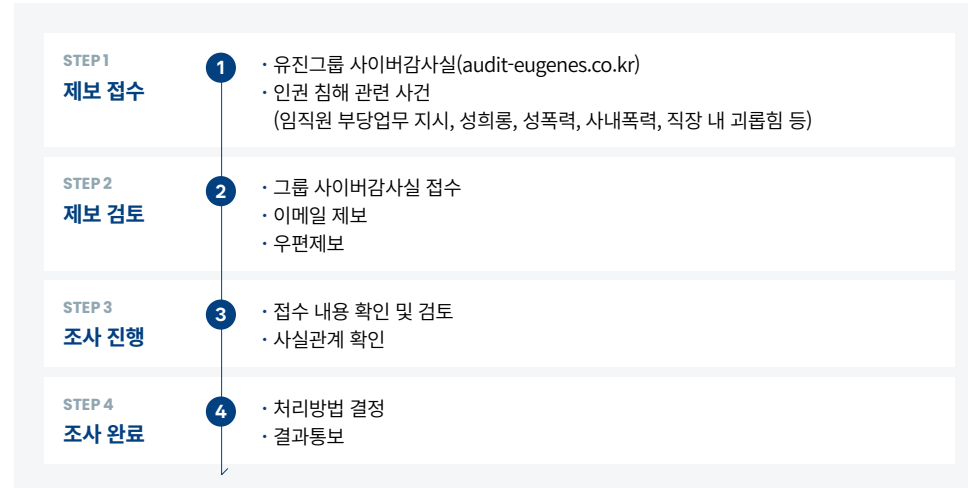 STEP 1
제보 접수
1
· 유진그룹 사이버감사실(audit-eugenes.co.kr)
· 인권 침해 관련 사건
(임직원 부당업무 지시, 성희롱, 성폭력, 사내폭력, 직장 내 괴롭힘 등)
STEP 2
제보 검토
2
· 그룹 사이버감사실 접수
· 이메일 제보
· 우편제보
STEP 3
조사 진행
3
· 접수 내용 확인 및 검토
· 사실관계 확인
STEP 4
조사 완료
4
· 처리방법 결정
· 결과통보